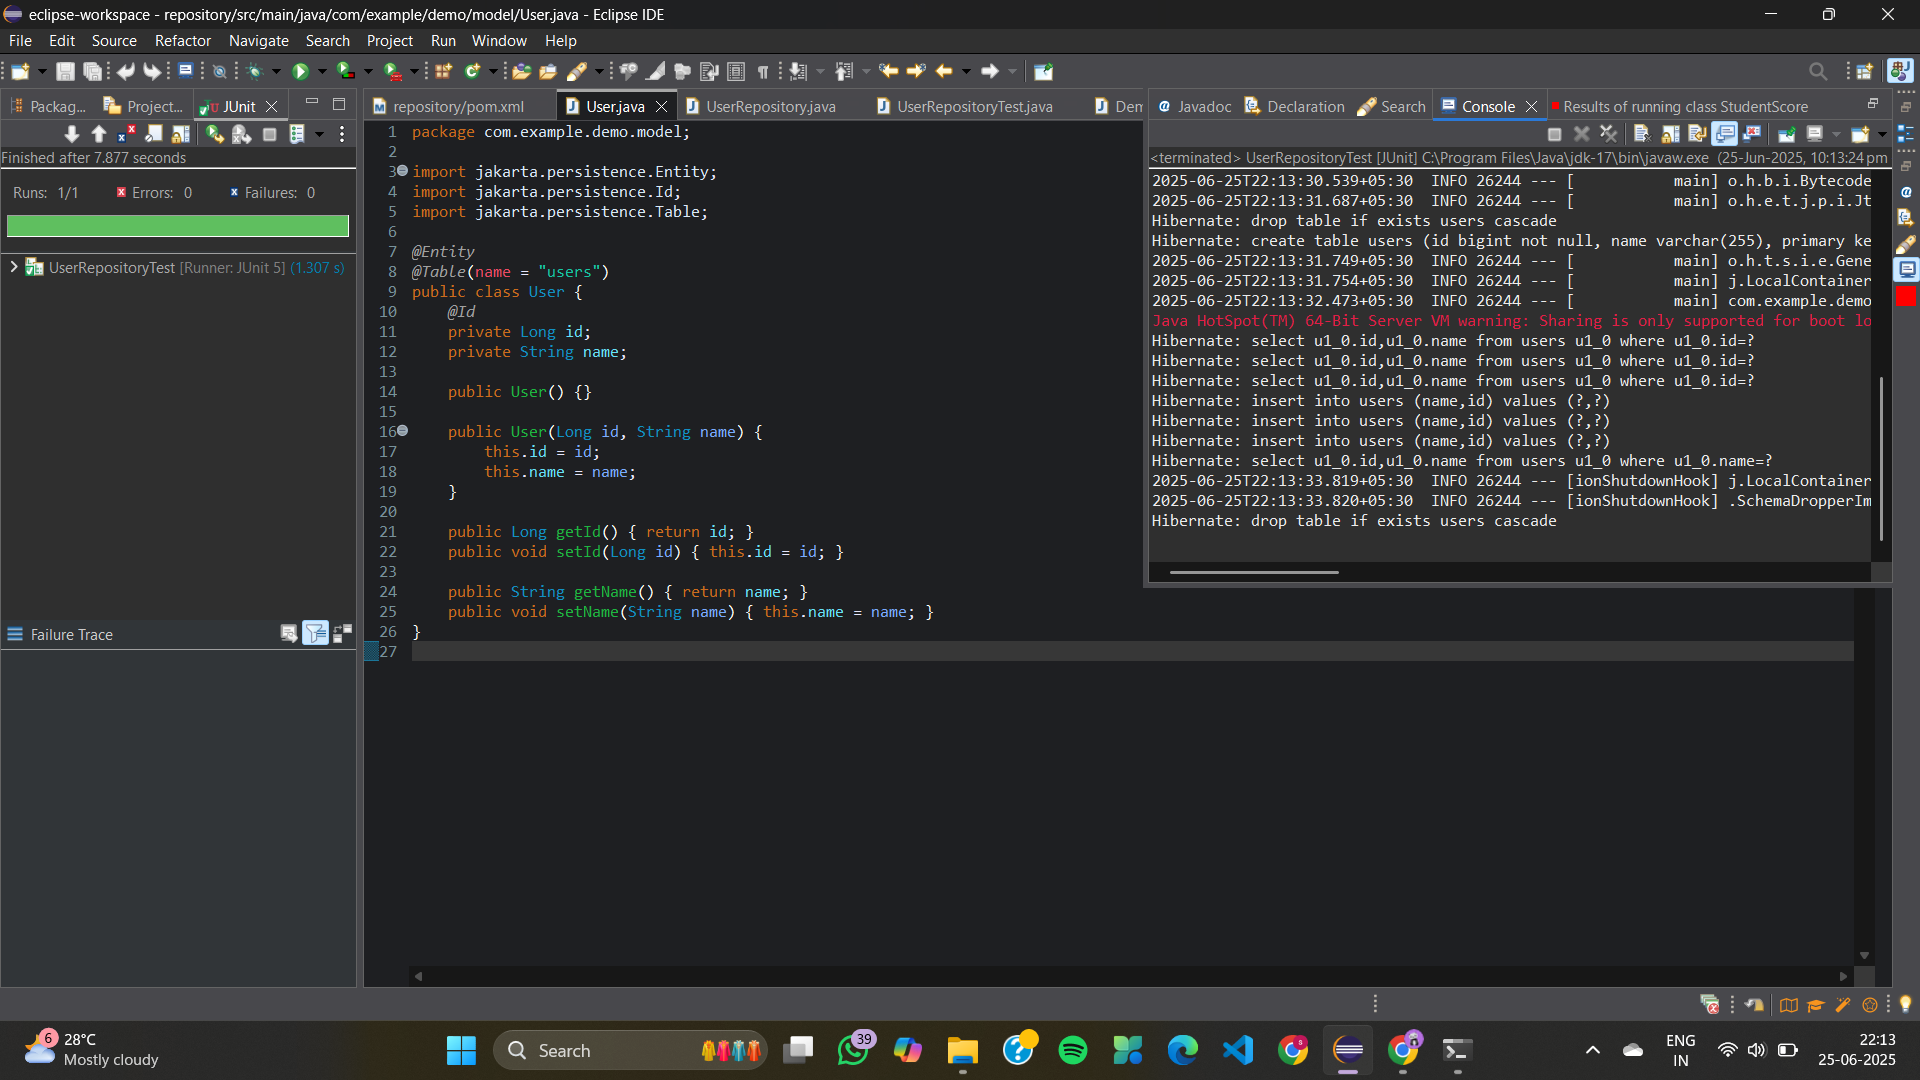 eclipse-workspace - repository/src/main/java/com/example/demo/model/User.java - Eclipse IDE
File Edit Source Refactor Navigate Search Project Run Window Help
Packag... Project... JUnit
Finished after 7.877 seconds
Runs: 1/1 Errors: 0 Failures: 0
UserRepositoryTest [Runner: JUnit 5] (1.307 s)
Failure Trace
repository/pom.xml User.java UserRepository.java UserRepositoryTest.java Dem
1 package com.example.demo.model;
2
3 import jakarta.persistence.Entity;
4 import jakarta.persistence.Id;
5 import jakarta.persistence.Table;
6
7 @Entity
8 @Table(name = "users")
9 public class User {
10 @Id
11 private Long id;
12 private String name;
13
14 public User() {}
15
16 public User(Long id, String name) {
17 this.id = id;
18 this.name = name;
19 }
20
21 public Long getId() { return id; }
22 public void setId(Long id) { this.id = id; }
23
24 public String getName() { return name; }
25 public void setName(String name) { this.name = name; }
26 }
27
Javadoc Declaration Search Console Results of running class StudentScore
<terminated> UserRepositoryTest [JUnit] C:\Program Files\Java\jdk-17\bin\javaw.exe (25-Jun-2025, 10:13:24 pm
2025-06-25T22:13:30.539+05:30 INFO 26244 --- [ main] o.h.b.i.Bytecode
2025-06-25T22:13:31.687+05:30 INFO 26244 --- [ main] o.h.e.t.j.p.i.Jt
Hibernate: drop table if exists users cascade
Hibernate: create table users (id bigint not null, name varchar(255), primary ke
2025-06-25T22:13:31.749+05:30 INFO 26244 --- [ main] o.h.t.s.i.e.Gene
2025-06-25T22:13:31.754+05:30 INFO 26244 --- [ main] j.LocalContainer
2025-06-25T22:13:32.473+05:30 INFO 26244 --- [ main] com.example.demo
Java HotSpot(TM) 64-Bit Server VM warning: Sharing is only supported for boot lo
Hibernate: select u1_0.id,u1_0.name from users u1_0 where u1_0.id=?
Hibernate: select u1_0.id,u1_0.name from users u1_0 where u1_0.id=?
Hibernate: select u1_0.id,u1_0.name from users u1_0 where u1_0.id=?
Hibernate: insert into users (name,id) values (?,?)
Hibernate: insert into users (name,id) values (?,?)
Hibernate: insert into users (name,id) values (?,?)
Hibernate: select u1_0.id,u1_0.name from users u1_0 where u1_0.name=?
2025-06-25T22:13:33.819+05:30 INFO 26244 --- [ionShutdownHook] j.LocalContainer
2025-06-25T22:13:33.820+05:30 INFO 26244 --- [ionShutdownHook] .SchemaDropperIm
Hibernate: drop table if exists users cascade
6
28°C
Mostly cloudy
Search
39
ENG
IN
22:13
25-06-2025